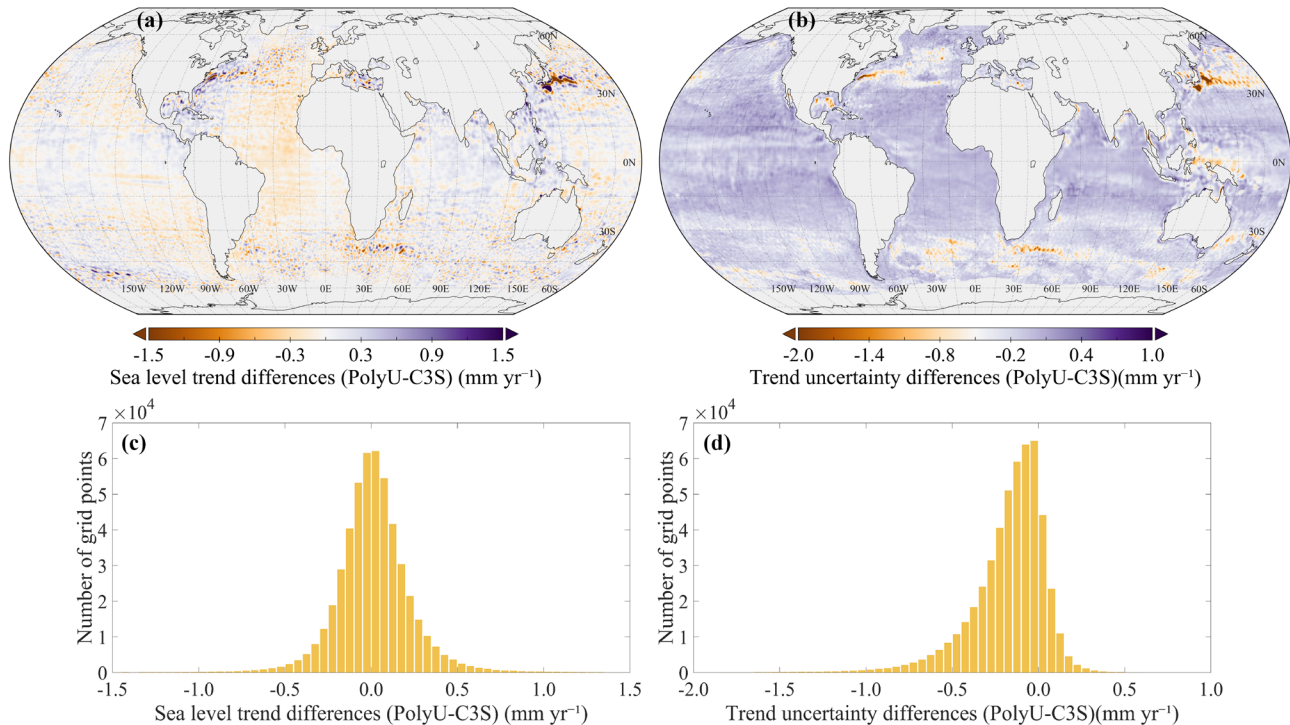 (a)
(b)
60N
60N
30N
30N
0N
0N
30S
30S
150W 120W 90W 60W 30W 0E 30E 60E 90E 120E 150E 60S
150W 120W 90W 60W 30W 0E 30E 60E 90E 120E 150E 60S
-1.5 -0.9 -0.3 0.3 0.9 1.5
Sea level trend differences (PolyU-C3S) (mm yr⁻¹)
-2.0 -1.4 -0.8 -0.2 0.4 1.0
Trend uncertainty differences (PolyU-C3S)(mm yr⁻¹)
×10⁴
(c)
7
6
5
4
3
2
1
0
Number of grid points
-1.5 -1.0 -0.5 0.0 0.5 1.0 1.5
Sea level trend differences (PolyU-C3S) (mm yr⁻¹)
×10⁴
(d)
7
6
5
4
3
2
1
0
Number of grid points
-2.0 -1.5 -1.0 -0.5 0.0 0.5 1.0
Trend uncertainty differences (PolyU-C3S)(mm yr⁻¹)